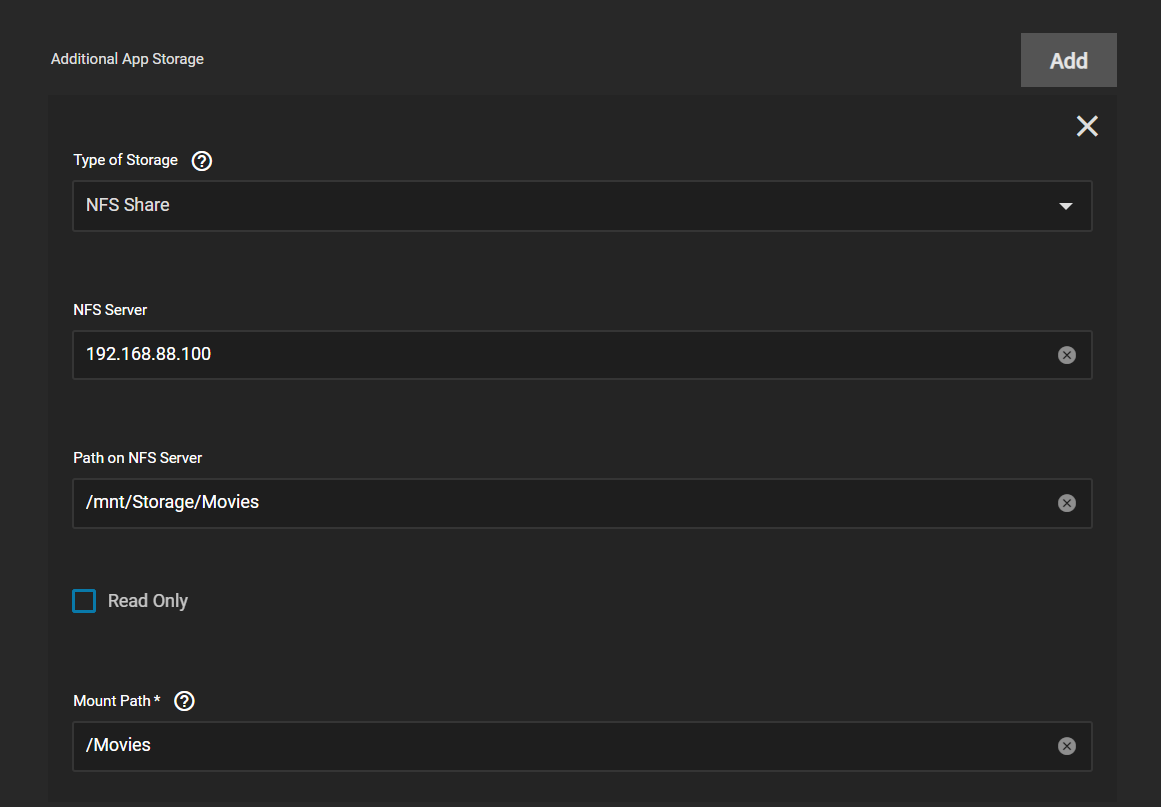 Additional App Storage
Add
Type of Storage
NFS Share
NFS Server
192.168.88.100
Path on NFS Server
/mnt/Storage/Movies
Read Only
Mount Path *
/Movies